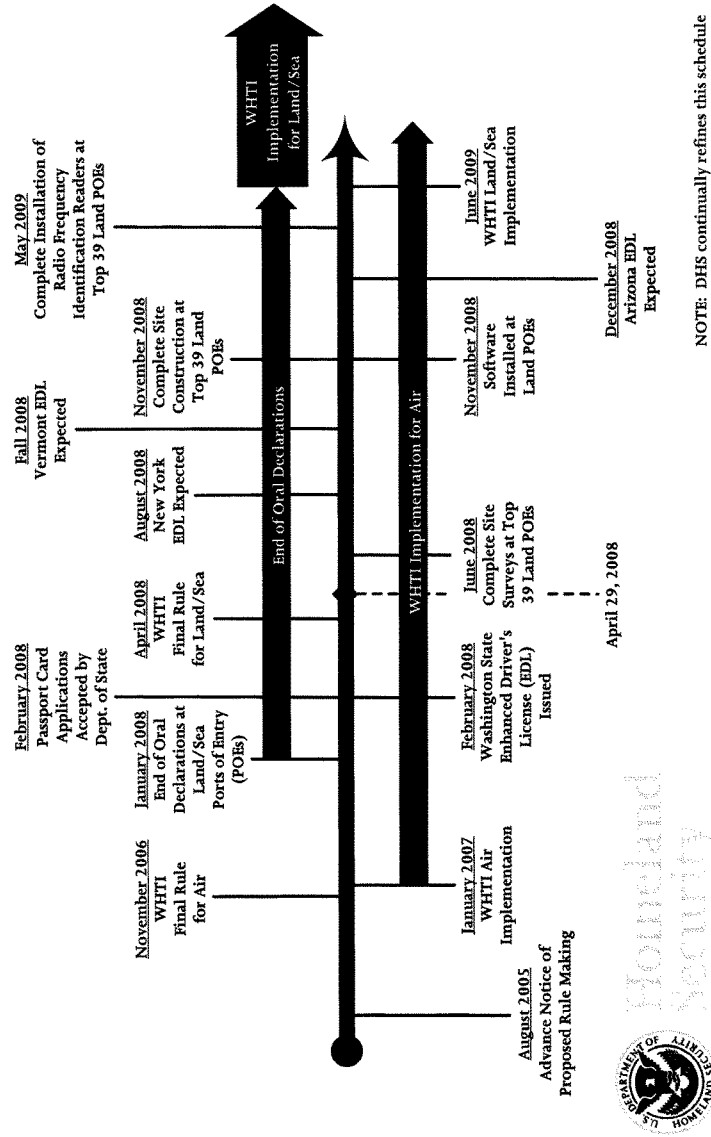 February 2008
Passport Card
Applications
Accepted by
Dept. of State
Fall 2008
Vermont EDL
Expected
May 2009
Complete Installation of
Radio Frequency
Identification Readers at
Top 39 Land POEs
November 2006
WHTI
Final Rule
for Air
January 2008
End of Oral
Declarations at
Land/Sea
Ports of Entry
(POEs)
April 2008
WHTI
Final Rule
for Land/Sea
August 2008
New York
EDL Expected
November 2008
Complete Site
Construction at
Top 39 Land
POEs
End of Oral Declarations
WHTI
Implementation
for Land/Sea
WHTI Implementation for Air
August 2005
Advance Notice of
Proposed Rule Making
January 2007
WHTI Air
Implementation
February 2008
Washington State
Enhanced Driver's
License (EDL)
Issued
June 2008
Complete Site
Surveys at Top
39 Land POEs
November 2008
Software
Installed at
Land POEs
June 2009
WHTI Land/Sea
Implementation
April 29, 2008
December 2008
Arizona EDL
Expected
U.S. DEPARTMENT OF HOMELAND SECURITY
Homeland
Security
NOTE: DHS continually refines this schedule